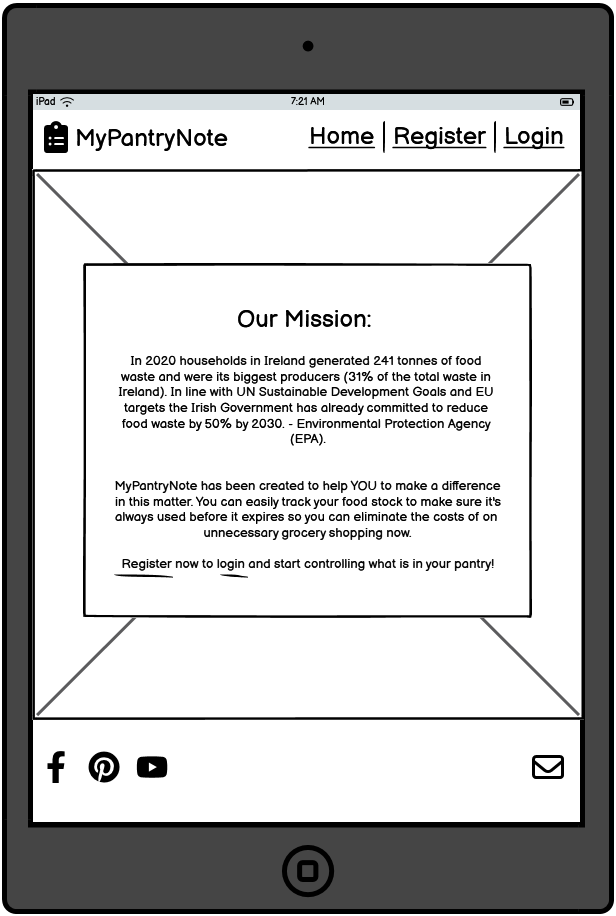 iPad 7:21 AM
MyPantryNote Home Register Login
Our Mission:
In 2020 households in Ireland generated 241 tonnes of food
waste and were its biggest producers (31% of the total waste in
Ireland). In line with UN Sustainable Development Goals and EU
targets the Irish Government has already committed to reduce
food waste by 50% by 2030. - Environmental Protection Agency
(EPA).
MyPantryNote has been created to help YOU to make a difference
in this matter. You can easily track your food stock to make sure it's
always used before it expires so you can eliminate the costs of on
unnecessary grocery shopping now.
Register now to login and start controlling what is in your pantry!